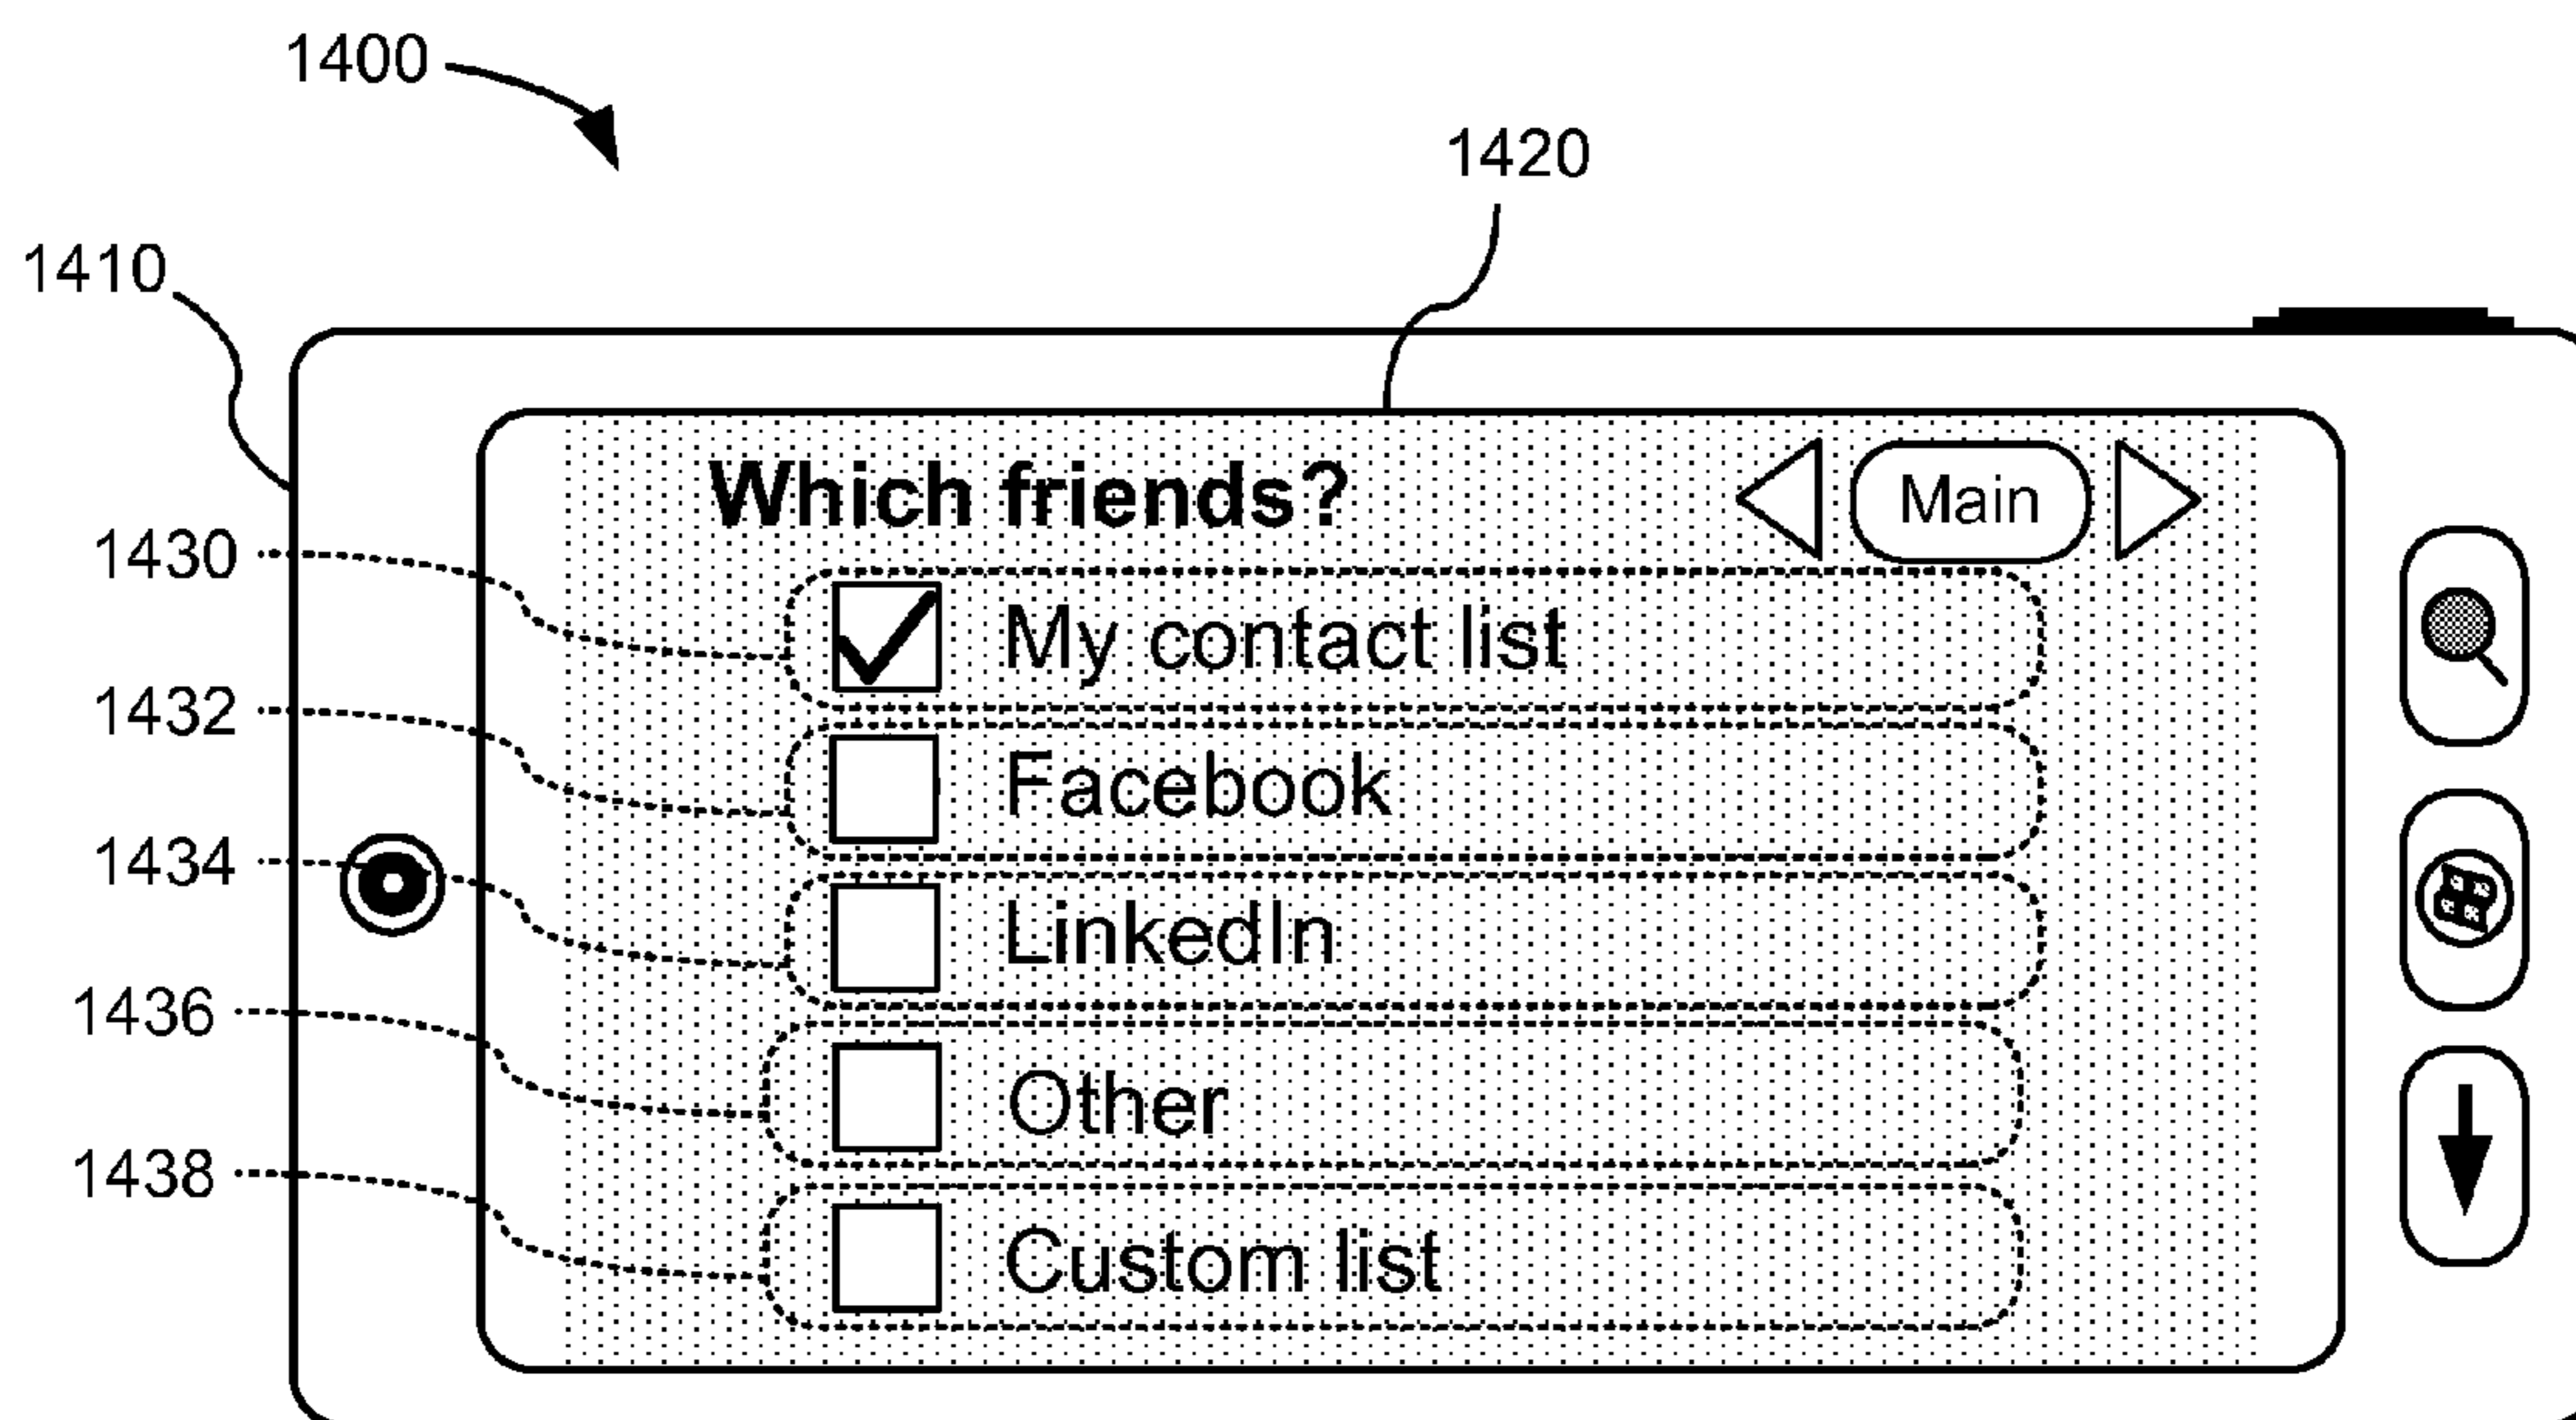 1400
1420
1410
Which friends? Main
1430 My contact list
1432 Facebook
1434 LinkedIn
1436 Other
1438 Custom list